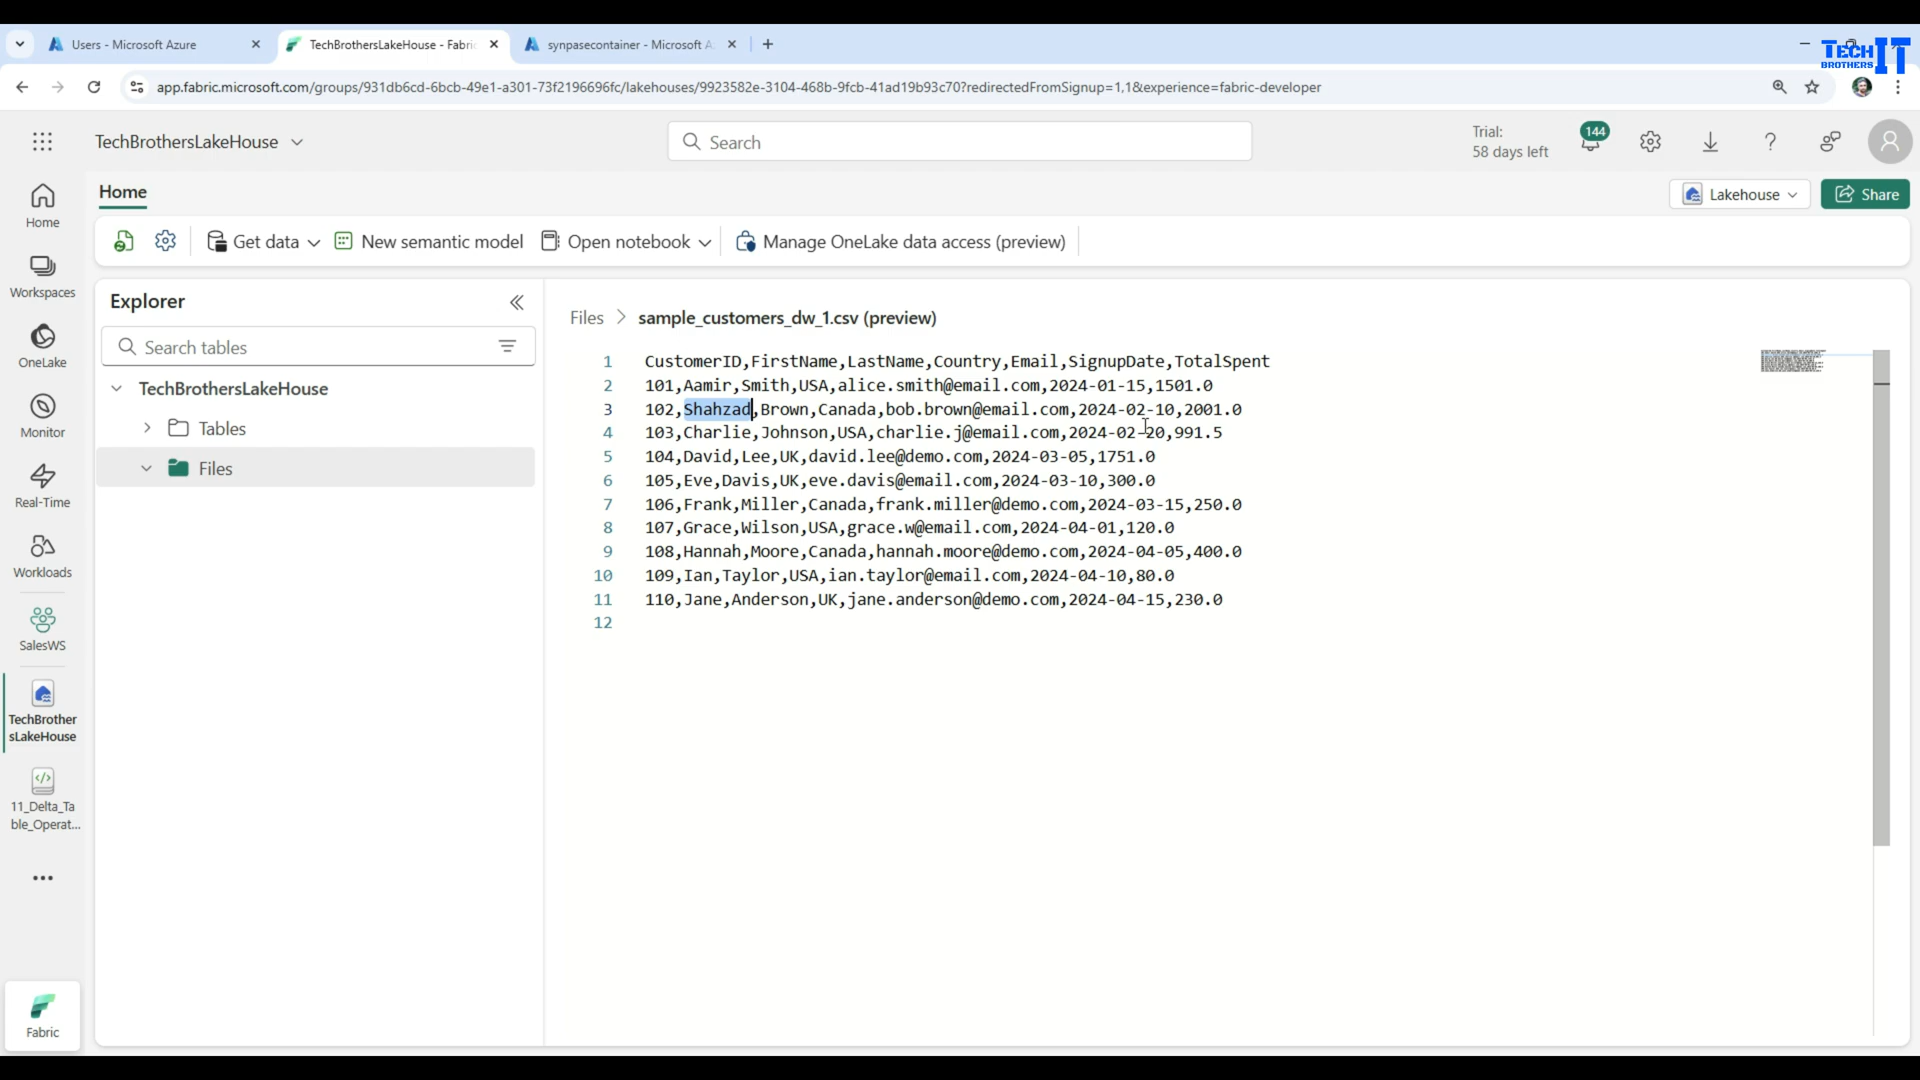 Users - Microsoft Azure
TechBrothersLakeHouse - Fabric
synpasecontainer - Microsoft A
TECH IT
BROTHERS
app.fabric.microsoft.com/groups/931db6cd-6bcb-49e1-a301-73f2196696fc/lakehouses/9923582e-3104-468b-9fcb-41ad19b93c70?redirectedFromSignup=1,1&experience=fabric-developer
TechBrothersLakeHouse
Search
Trial:
58 days left
144
Home
Lakehouse
Share
Get data
New semantic model
Open notebook
Manage OneLake data access (preview)
Home
Workspaces
OneLake
Monitor
Real-Time
Workloads
SalesWS
TechBrother
sLakeHouse
11_Delta_Ta
ble_Operat...
Fabric
Explorer
Search tables
TechBrothersLakeHouse
Tables
Files
Files > sample_customers_dw_1.csv (preview)
1 CustomerID,FirstName,LastName,Country,Email,SignupDate,TotalSpent
2 101,Aamir,Smith,USA,alice.smith@email.com,2024-01-15,1501.0
3 102,Shahzad,Brown,Canada,bob.brown@email.com,2024-02-10,2001.0
4 103,Charlie,Johnson,USA,charlie.j@email.com,2024-02-20,991.5
5 104,David,Lee,UK,david.lee@demo.com,2024-03-05,1751.0
6 105,Eve,Davis,UK,eve.davis@email.com,2024-03-10,300.0
7 106,Frank,Miller,Canada,frank.miller@demo.com,2024-03-15,250.0
8 107,Grace,Wilson,USA,grace.w@email.com,2024-04-01,120.0
9 108,Hannah,Moore,Canada,hannah.moore@demo.com,2024-04-05,400.0
10 109,Ian,Taylor,USA,ian.taylor@email.com,2024-04-10,80.0
11 110,Jane,Anderson,UK,jane.anderson@demo.com,2024-04-15,230.0
12